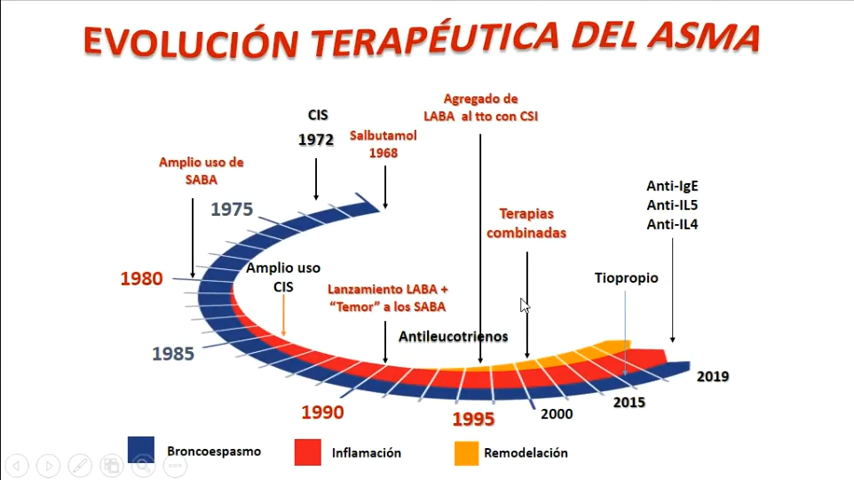 EVOLUCIÓN TERAPÉUTICA DEL ASMA
Agregado de
LABA al tto con CSI
CIS
1972
Salbutamol
1968
Amplio uso de
SABA
1975
Anti-IgE
Anti-IL5
Anti-IL4
Terapias
combinadas
1980
Amplio uso
CIS
Lanzamiento LABA +
“Temor” a los SABA
Tiopropio
Antileucotrienos
1985
1990
1995
2000
2015
2019
Broncoespasmo
Inflamación
Remodelación